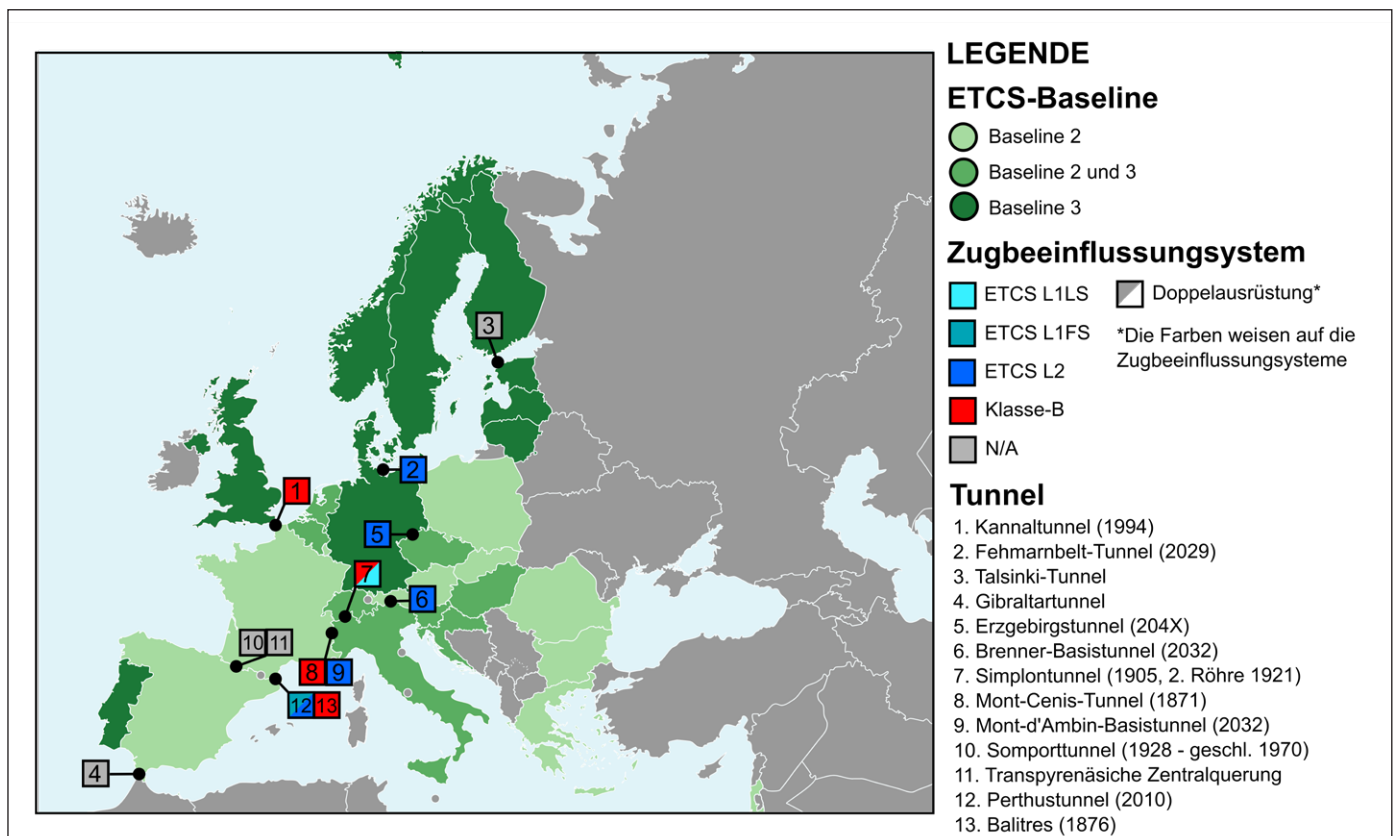 LEGENDE
ETCS-Baseline
Baseline 2
Baseline 2 und 3
Baseline 3
Zugbeeinflussungsystem
ETCS L1LS
Doppelausrüstung*
ETCS L1FS
*Die Farben weisen auf die
Zugbeeinflussungsysteme
ETCS L2
Klasse-B
N/A
Tunnel
1. Kannaltunnel (1994)
2. Fehmarnbelt-Tunnel (2029)
3. Talsinki-Tunnel
4. Gibraltartunnel
5. Erzgebirgstunnel (204X)
6. Brenner-Basistunnel (2032)
7. Simplontunnel (1905, 2. Röhre 1921)
8. Mont-Cenis-Tunnel (1871)
9. Mont-d'Ambin-Basistunnel (2032)
10. Somporttunnel (1928 - geschl. 1970)
11. Transpyrenäsiche Zentralquerung
12. Perthustunnel (2010)
13. Balitres (1876)
3
2
1
5
7
6
10 11
8 9
12 13
4